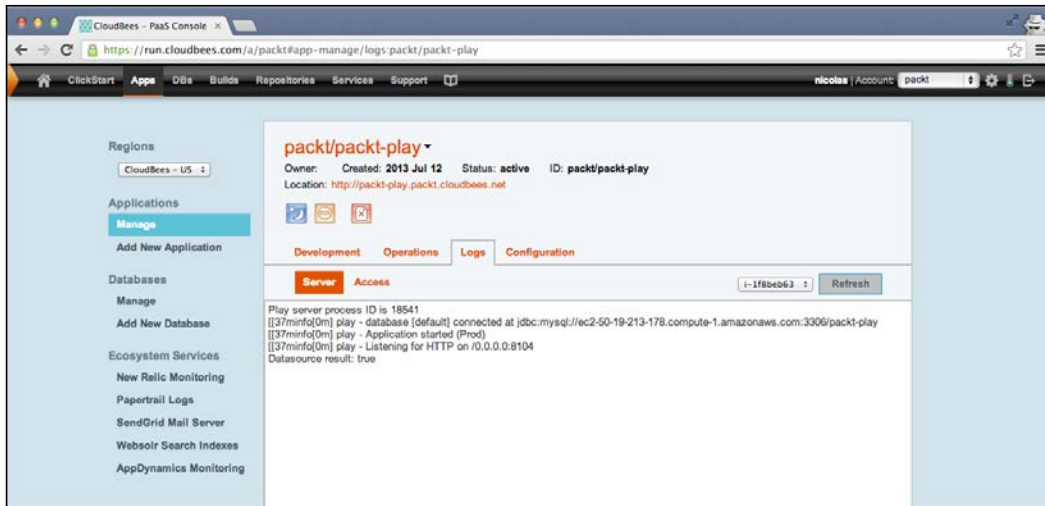 CloudBees - PaaS Console ×
https://run.cloudbees.com/a/packt#app-manage/logs:packt/packt-play
ClickStart Apps DBs Builds Repositories Services Support nicolas | Account: packt
Regions
CloudBees - US
Applications
Manage
Add New Application
Databases
Manage
Add New Database
Ecosystem Services
New Relic Monitoring
Papertrail Logs
SendGrid Mail Server
Websolr Search Indexes
AppDynamics Monitoring
packt/packt-play
Owner: Created: 2013 Jul 12 Status: active ID: packt/packt-play
Location: http://packt-play.packt.cloudbees.net
Development Operations Logs Configuration
Server Access i-1f8beb63 Refresh
Play server process ID is 18541
[[37minfo[0m] play - database [default] connected at jdbc:mysql://ec2-50-19-213-178.compute-1.amazonaws.com:3306/packt-play
[[37minfo[0m] play - Application started (Prod)
[[37minfo[0m] play - Listening for HTTP on /0.0.0.0:8104
Datasource result: true